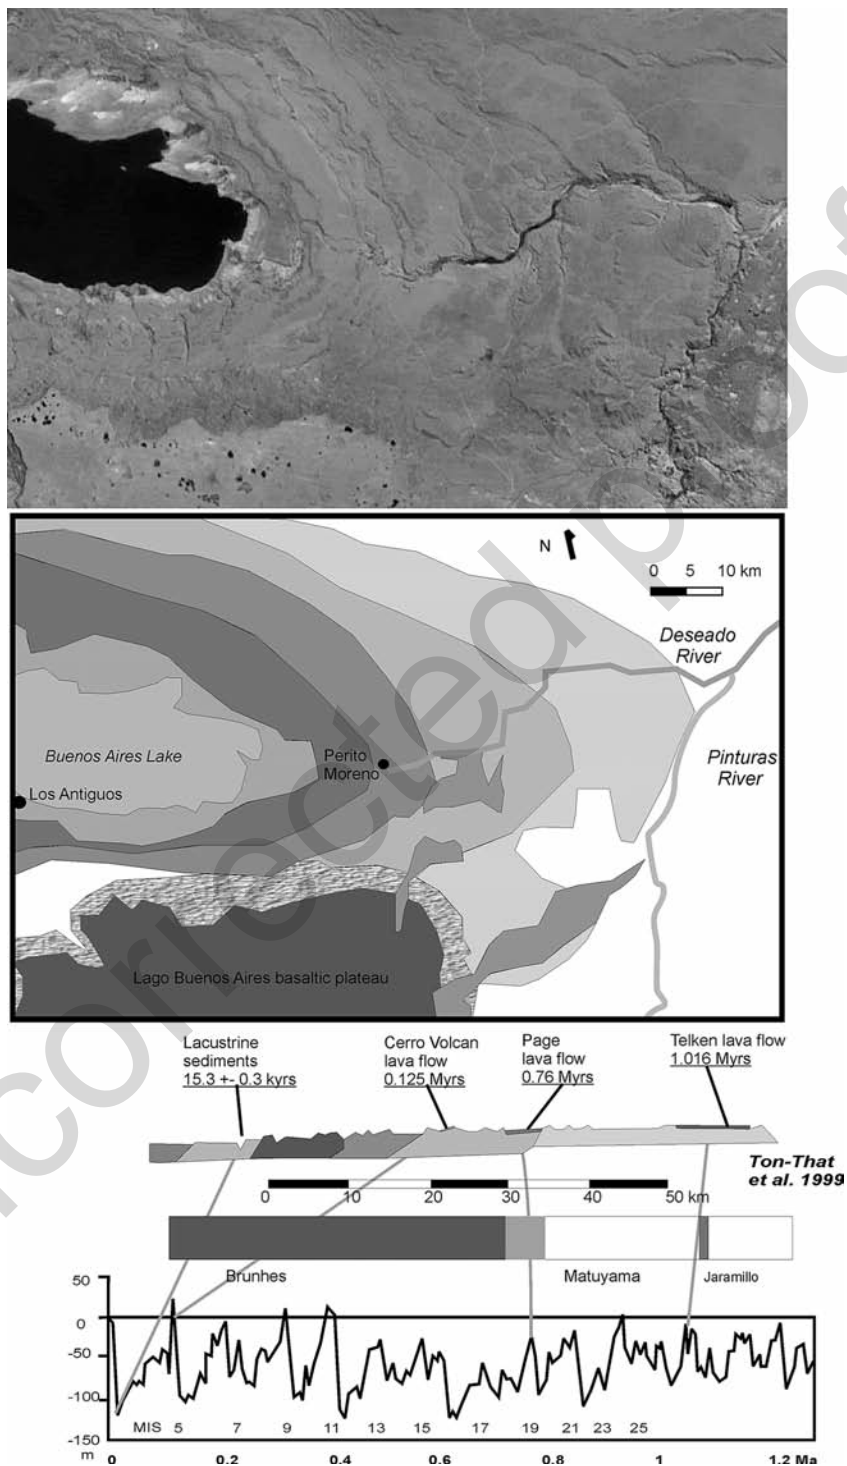 N
0 5 10 km
Deseado
River
Buenos Aires Lake
Perito
Moreno
Pinturas
River
Los Antiguos
Lago Buenos Aires basaltic plateau
Lacustrine
sediments
15.3 +- 0.3 kyrs
Cerro Volcan
lava flow
0.125 Myrs
Page
lava flow
0.76 Myrs
Telken lava flow
1.016 Myrs
Ton-That
et al. 1999
0 10 20 30 40 50 km
Brunhes Matuyama Jaramillo
50
0
-50
-100
-150
m
MIS 5 7 9 11 13 15 17 19 21 23 25
0 0.2 0.4 0.6 0.8 1 1.2 Ma
corrected proof